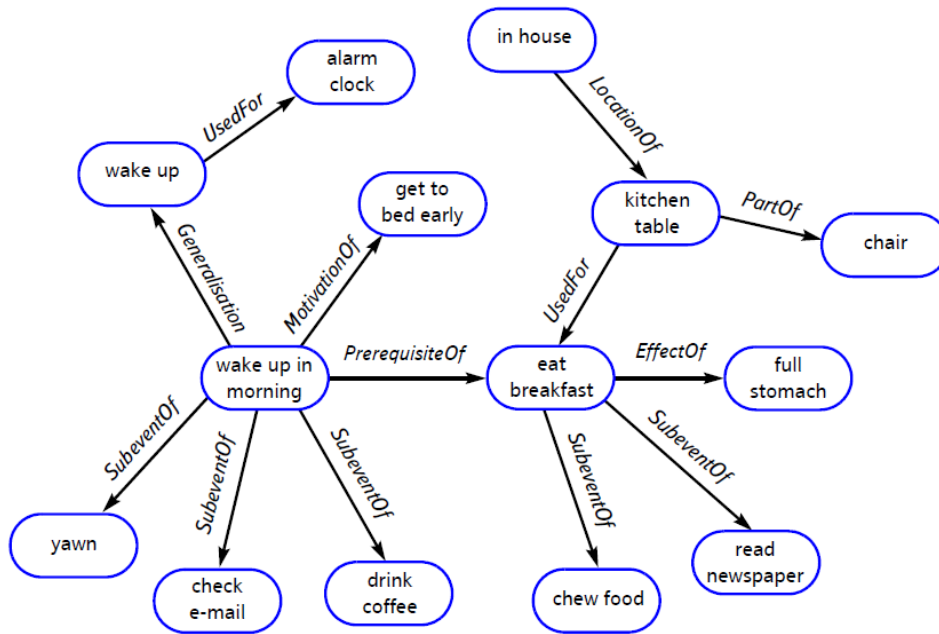 in house
alarm
clock
UsedFor
LocationOf
wake up
get to
bed early
kitchen
table
PartOf
chair
Generalisation
MotivationOf
UsedFor
wake up in
morning
PrerequisiteOf
eat
breakfast
EffectOf
full
stomach
SubeventOf
SubeventOf
SubeventOf
SubeventOf
SubeventOf
yawn
check
e-mail
drink
coffee
chew food
read
newspaper